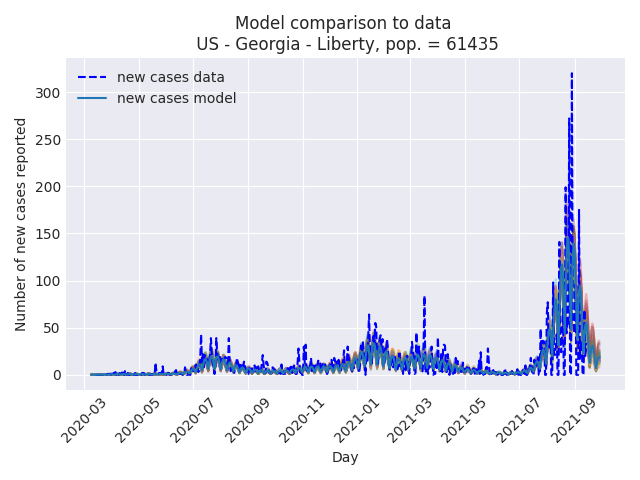 Model comparison to data
US - Georgia - Liberty, pop. = 61435
new cases data
new cases model
Number of new cases reported
300
250
200
150
100
50
0
2020-03
2020-05
2020-07
2020-09
2020-11
2021-01
2021-03
2021-05
2021-07
2021-09
Day